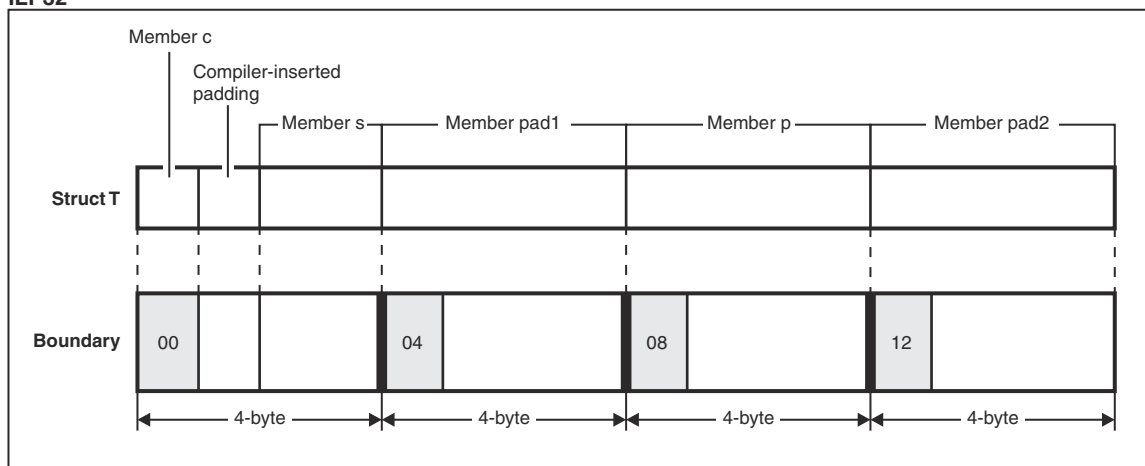 Member c
Compiler-inserted
padding
Member s
Member pad1
Member p
Member pad2
Struct T
Boundary
00
04
08
12
4-byte
4-byte
4-byte
4-byte